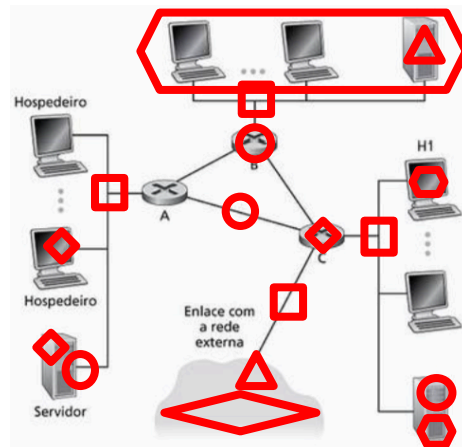 Hospedeiro
H1
B
A
C
Hospedeiro
Enlace com
a rede
externa
Servidor